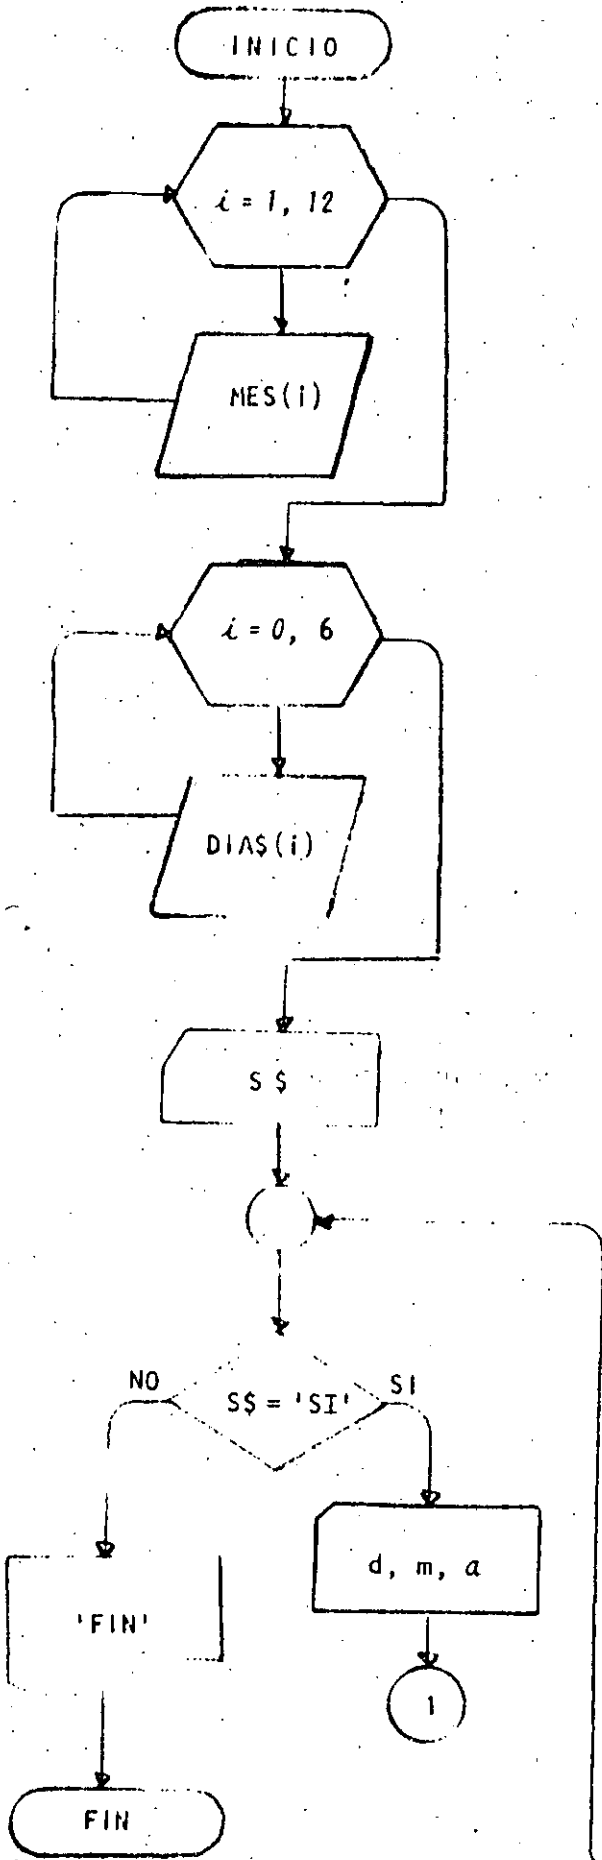 INICIO
i = 1, 12
MES(i)
i = 0, 6
DIA$(i)
S $
S$ = 'SI'
NO
SI
d, m, a
'FIN'
1
FIN